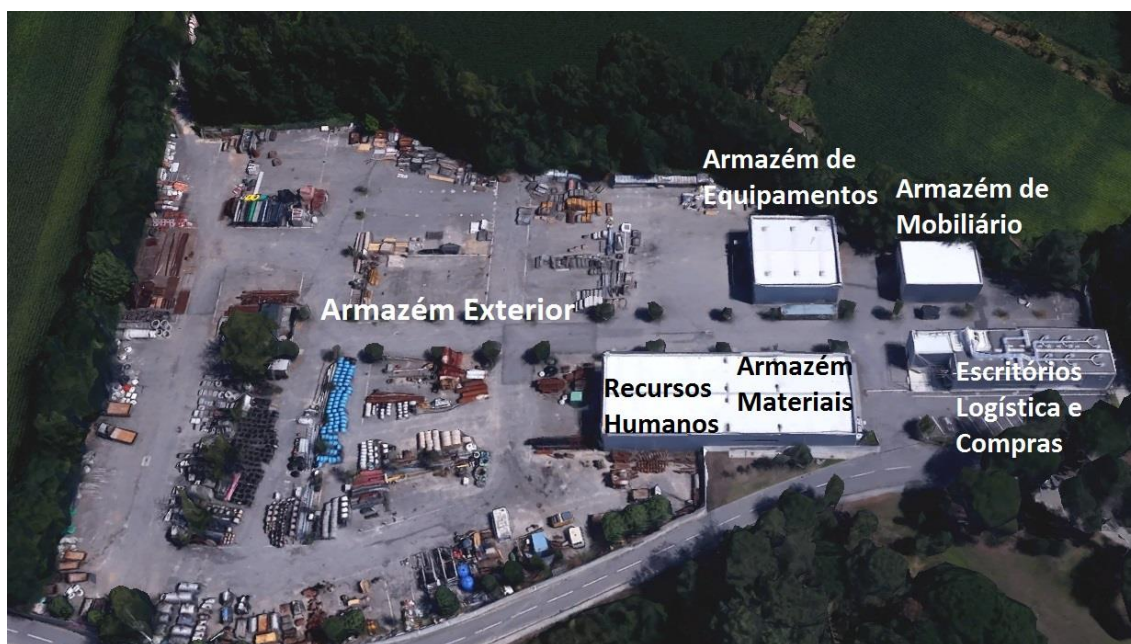 Armazém de
Equipamentos
Armazém de
Mobiliário
Armazém Exterior
Recursos
Humanos
Armazém
Materiais
Escritórios
Logística e
Compras